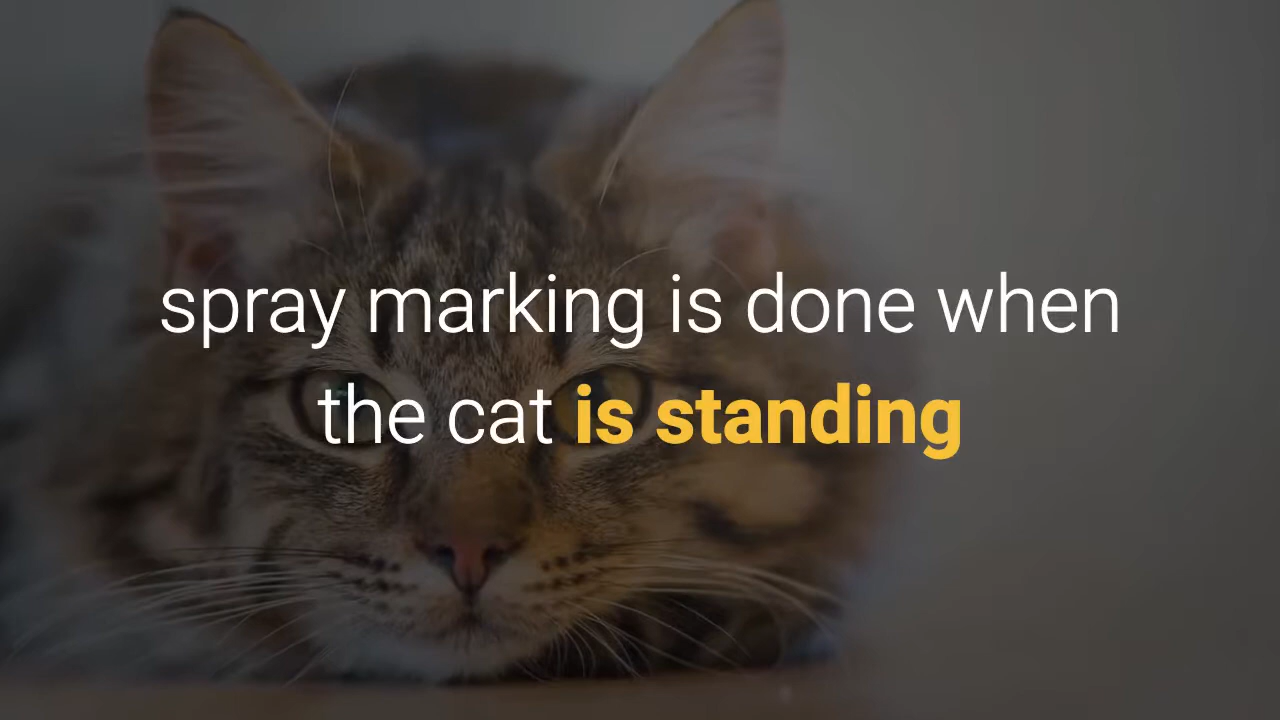 spray marking is done when
the cat is standing